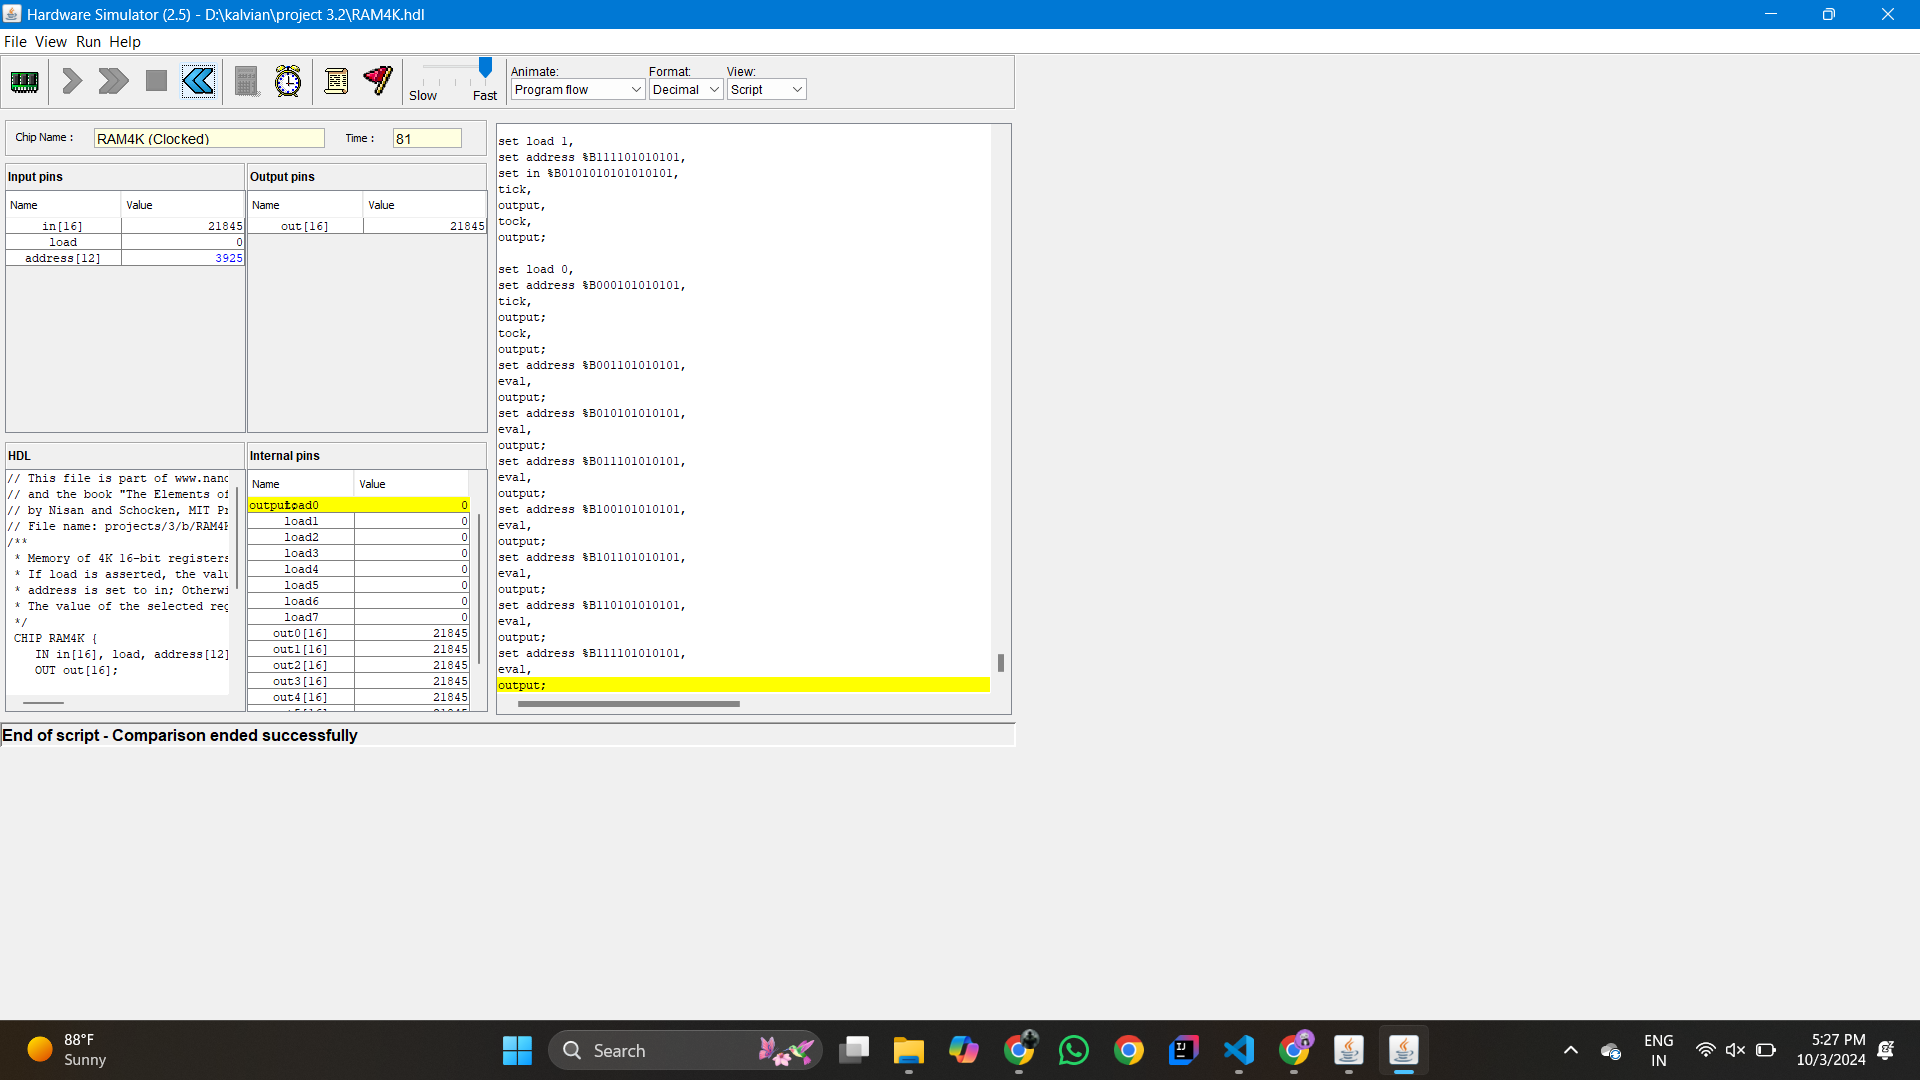 Hardware Simulator (2.5) - D:\kalvian\project 3.2\RAM4K.hdl
File View Run Help
Slow Fast
Animate:
Program flow
Format:
Decimal
View:
Script
Chip Name :
RAM4K (Clocked)
Time :
81
Input pins
Name Value
in[16] 21845
load 0
address[12] 3925
Output pins
Name Value
out[16] 21845
HDL
// This file is part of www.nand
// and the book "The Elements of
// by Nisan and Schocken, MIT Pr
// File name: projects/3/b/RAM4K
/**
* Memory of 4K 16-bit registers
* If load is asserted, the valu
* address is set to in; Otherwi
* The value of the selected reg
*/
CHIP RAM4K {
IN in[16], load, address[12]
OUT out[16];
Internal pins
Name Value
load0 0
load1 0
load2 0
load3 0
load4 0
load5 0
load6 0
load7 0
out0[16] 21845
out1[16] 21845
out2[16] 21845
out3[16] 21845
out4[16] 21845
set load 1,
set address %B111101010101,
set in %B0101010101010101,
tick,
output,
tock,
output;
set load 0,
set address %B000101010101,
tick,
output;
tock,
output;
set address %B001101010101,
eval,
output;
set address %B010101010101,
eval,
output;
set address %B011101010101,
eval,
output;
set address %B100101010101,
eval,
output;
set address %B101101010101,
eval,
output;
set address %B110101010101,
eval,
output;
set address %B111101010101,
eval,
output;
End of script - Comparison ended successfully
88°F
Sunny
Search
ENG
IN
5:27 PM
10/3/2024